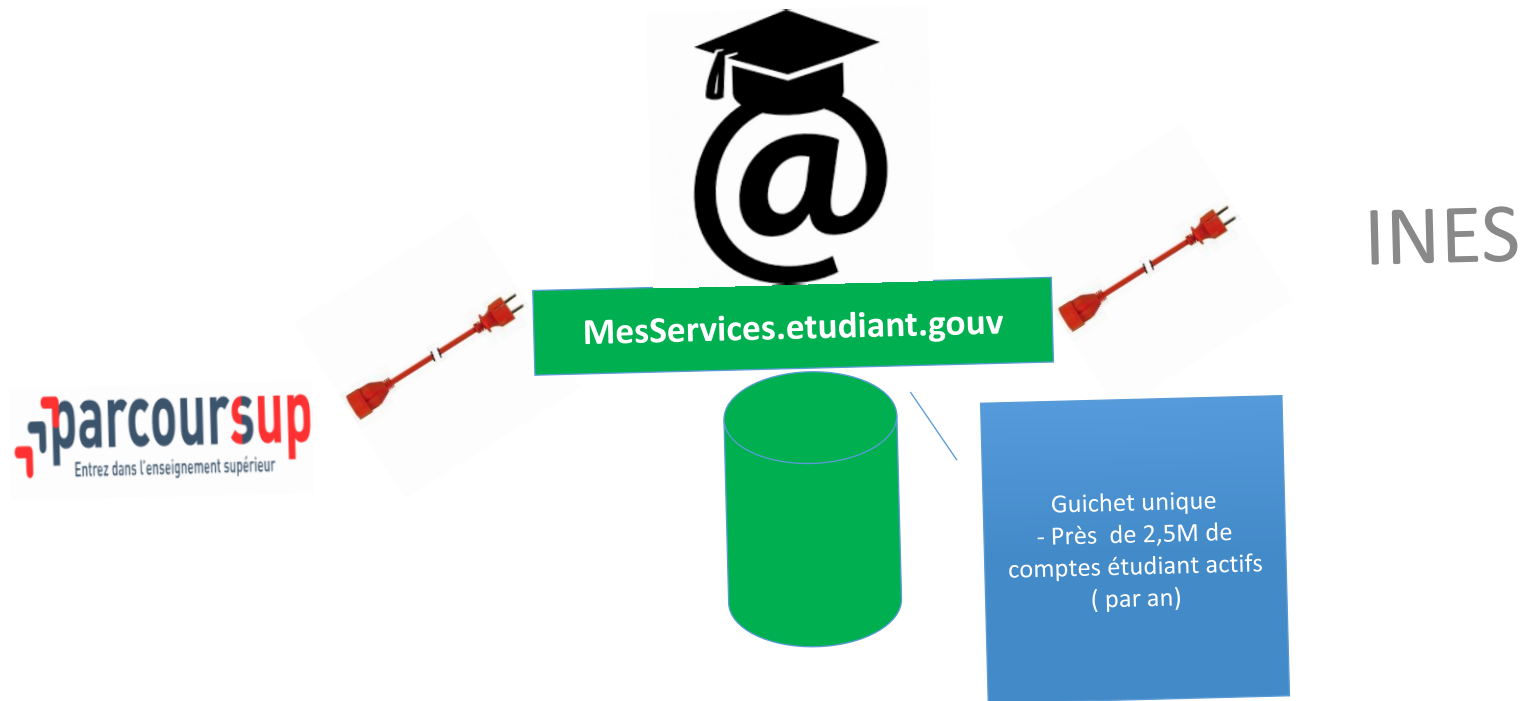 @
INES
MesServices.etudiant.gouv
parcoursup
Entrez dans l'enseignement supérieur
Guichet unique
- Près de 2,5M de
comptes étudiant actifs
( par an)